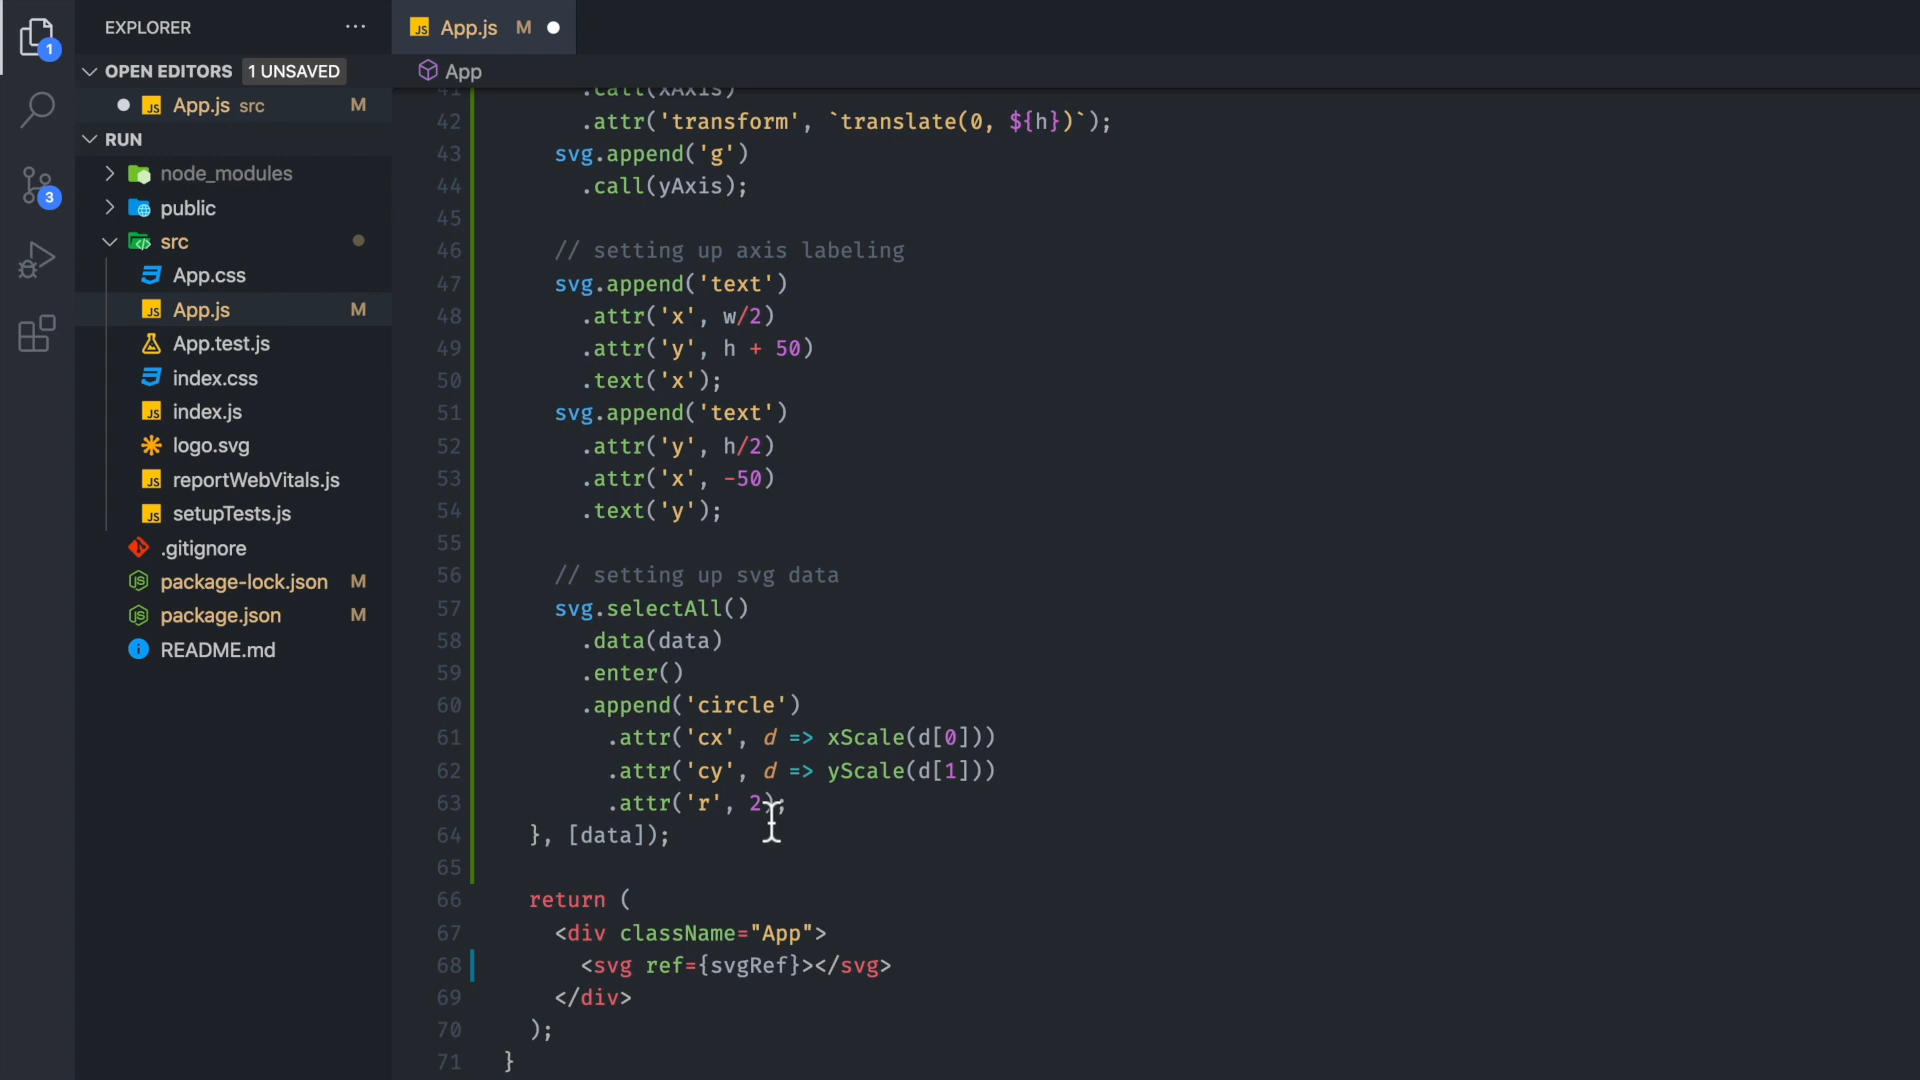 EXPLORER
OPEN EDITORS 1 UNSAVED
App.js src M
RUN
node_modules
public
src
App.css
App.js M
App.test.js
index.css
index.js
logo.svg
reportWebVitals.js
setupTests.js
.gitignore
package-lock.json M
package.json M
README.md
1
3
App.js M
App
41 .call(xAxis)
42 .attr('transform', `translate(0, ${h})`);
43 svg.append('g')
44 .call(yAxis);
45
46 // setting up axis labeling
47 svg.append('text')
48 .attr('x', w/2)
49 .attr('y', h + 50)
50 .text('x');
51 svg.append('text')
52 .attr('y', h/2)
53 .attr('x', -50)
54 .text('y');
55
56 // setting up svg data
57 svg.selectAll()
58 .data(data)
59 .enter()
60 .append('circle')
61 .attr('cx', d => xScale(d[0]))
62 .attr('cy', d => yScale(d[1]))
63 .attr('r', 2);
64 }, [data]);
65
66 return (
67 <div className="App">
68 <svg ref={svgRef}></svg>
69 </div>
70 );
71 }